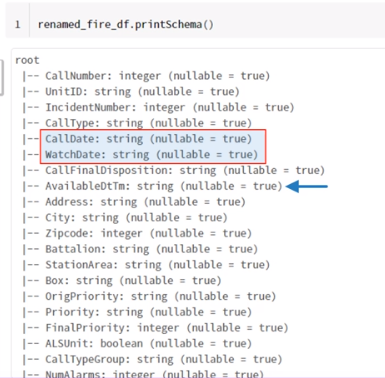 1 renamed_fire_df.printSchema()
root
|-- CallNumber: integer (nullable = true)
|-- UnitID: string (nullable = true)
|-- IncidentNumber: integer (nullable = true)
|-- CallType: string (nullable = true)
|-- CallDate: string (nullable = true)
|-- WatchDate: string (nullable = true)
|-- CallFinalDisposition: string (nullable = true)
|-- AvailableDtTm: string (nullable = true)
|-- Address: string (nullable = true)
|-- City: string (nullable = true)
|-- Zipcode: integer (nullable = true)
|-- Battalion: string (nullable = true)
|-- StationArea: string (nullable = true)
|-- Box: string (nullable = true)
|-- OrigPriority: string (nullable = true)
|-- Priority: string (nullable = true)
|-- FinalPriority: integer (nullable = true)
|-- ALSUnit: boolean (nullable = true)
|-- CallTypeGroup: string (nullable = true)
|-- NumAlarms: integer (nullable = true)